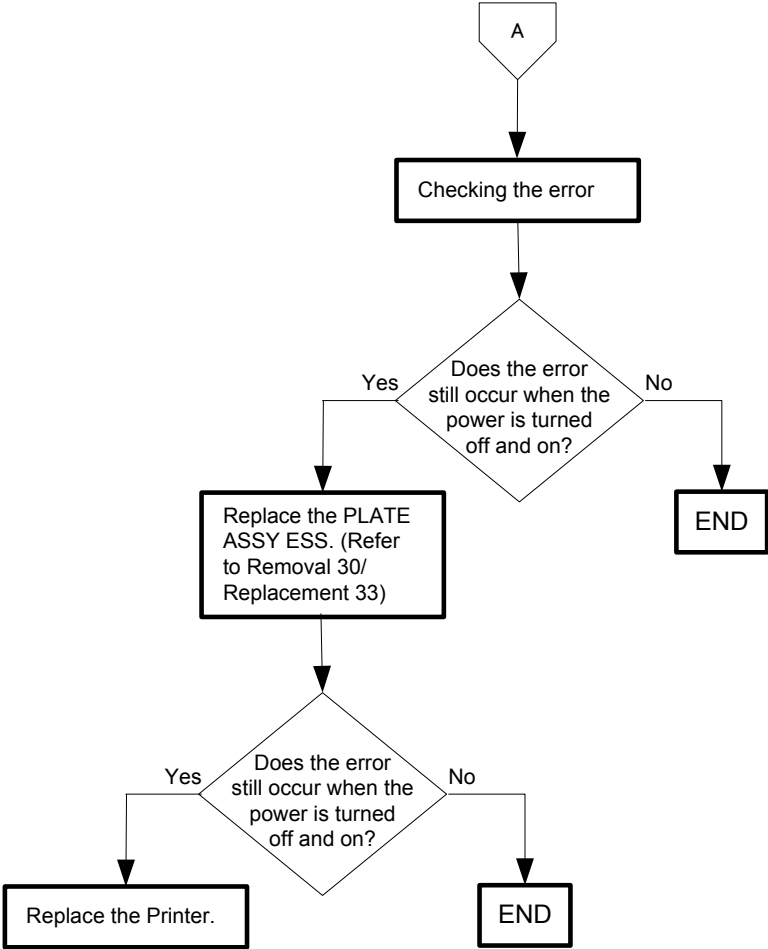 A
Checking the error
Does the error
still occur when the
power is turned
off and on?
Yes
No
Replace the PLATE
ASSY ESS. (Refer
to Removal 30/
Replacement 33)
END
Does the error
still occur when the
power is turned
off and on?
Yes
No
Replace the Printer.
END